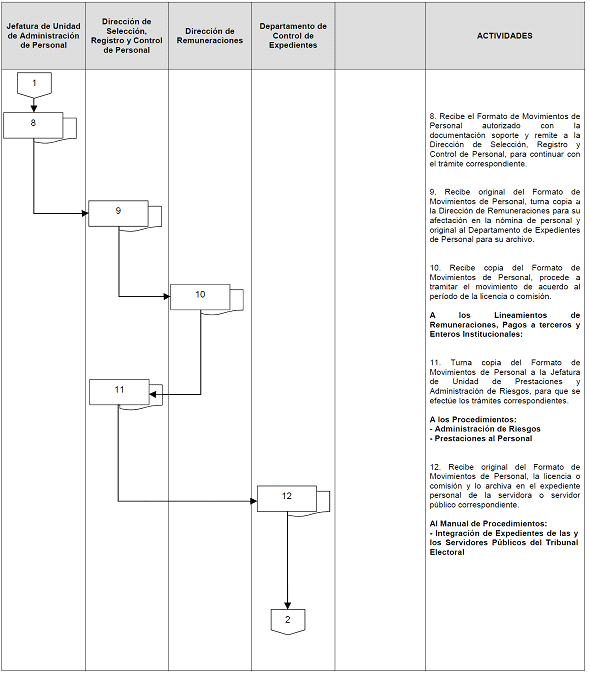 Jefatura de Unidad
de Administración
de Personal
Dirección de
Selección,
Registro y Control
de Personal
Dirección de
Remuneraciones
Departamento de
Control de
Expedientes
ACTIVIDADES
1
8
9
10
11
12
2
8. Recibe el Formato de Movimientos de
Personal autorizado con la
documentación soporte y remite a la
Dirección de Selección, Registro y
Control de Personal, para continuar con
el trámite correspondiente.
9. Recibe original del Formato de
Movimientos de Personal, turna copia a
la Dirección de Remuneraciones para su
afectación en la nómina de personal y
original al Departamento de Expedientes
de Personal para su archivo.
10. Recibe copia del Formato de
Movimientos de Personal, procede a
tramitar el movimiento de acuerdo al
período de la licencia o comisión.
A los Lineamientos de
Remuneraciones, Pagos a terceros y
Enteros Institucionales:
11. Turna copia del Formato de
Movimientos de Personal a la Jefatura
de Unidad de Prestaciones y
Administración de Riesgos, para que se
efectúe los trámites correspondientes.
A los Procedimientos:
- Administración de Riesgos
- Prestaciones al Personal
12. Recibe original del Formato de
Movimientos de Personal, la licencia o
comisión y lo archiva en el expediente
personal de la servidora o servidor
público correspondiente.
Al Manual de Procedimientos:
- Integración de Expedientes de las y
los Servidores Públicos del Tribunal
Electoral